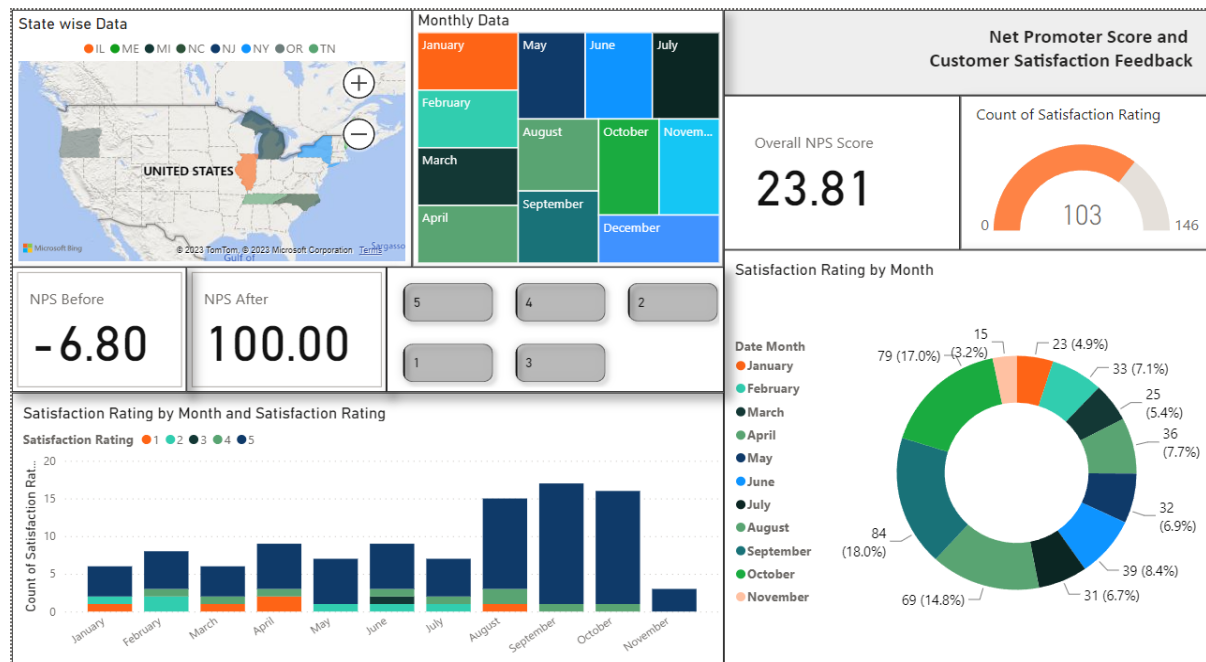 State wise Data
IL ME MI NC NJ NY OR TN
UNITED STATES
Microsoft Bing
© 2023 TomTom, © 2023 Microsoft Corporation Terms
Sargasso
Gulf of
Monthly Data
January
May
June
July
February
March
April
August
October
Novem...
September
December
Net Promoter Score and
Customer Satisfaction Feedback
Overall NPS Score
23.81
Count of Satisfaction Rating
103
0
146
NPS Before
-6.80
NPS After
100.00
5
4
2
1
3
Satisfaction Rating by Month and Satisfaction Rating
Satisfaction Rating 1 2 3 4 5
Count of Satisfaction Rat...
20
15
10
5
0
January
February
March
April
May
June
July
August
September
October
November
Satisfaction Rating by Month
Date Month
January
February
March
April
May
June
July
August
September
October
November
15
(3.2%)
23 (4.9%)
33 (7.1%)
25
(5.4%)
36
(7.7%)
32
(6.9%)
39 (8.4%)
31 (6.7%)
69 (14.8%)
84
(18.0%)
79 (17.0%)